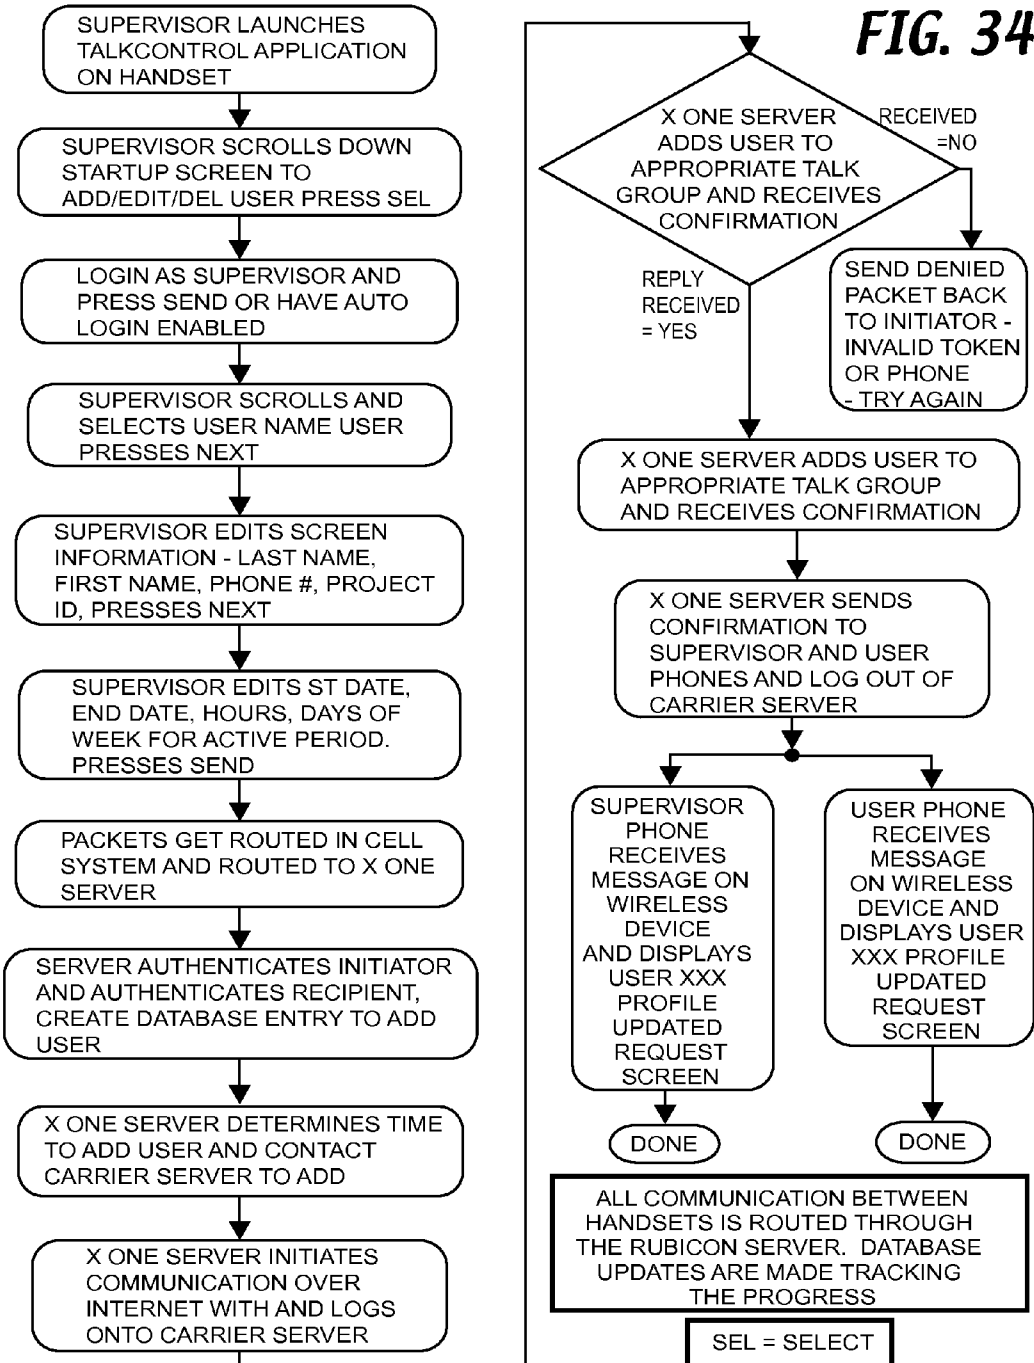 FIG. 34
SUPERVISOR LAUNCHES
TALKCONTROL APPLICATION
ON HANDSET
SUPERVISOR SCROLLS DOWN
STARTUP SCREEN TO
ADD/EDIT/DEL USER PRESS SEL
LOGIN AS SUPERVISOR AND
PRESS SEND OR HAVE AUTO
LOGIN ENABLED
SUPERVISOR SCROLLS AND
SELECTS USER NAME USER
PRESSES NEXT
SUPERVISOR EDITS SCREEN
INFORMATION - LAST NAME,
FIRST NAME, PHONE #, PROJECT
ID, PRESSES NEXT
SUPERVISOR EDITS ST DATE,
END DATE, HOURS, DAYS OF
WEEK FOR ACTIVE PERIOD.
PRESSES SEND
PACKETS GET ROUTED IN CELL
SYSTEM AND ROUTED TO X ONE
SERVER
SERVER AUTHENTICATES INITIATOR
AND AUTHENTICATES RECIPIENT,
CREATE DATABASE ENTRY TO ADD
USER
X ONE SERVER DETERMINES TIME
TO ADD USER AND CONTACT
CARRIER SERVER TO ADD
X ONE SERVER INITIATES
COMMUNICATION OVER
INTERNET WITH AND LOGS
ONTO CARRIER SERVER
X ONE SERVER
ADDS USER TO
APPROPRIATE TALK
GROUP AND RECEIVES
CONFIRMATION
RECEIVED
=NO
SEND DENIED
PACKET BACK
TO INITIATOR -
INVALID TOKEN
OR PHONE
- TRY AGAIN
REPLY
RECEIVED
= YES
X ONE SERVER ADDS USER TO
APPROPRIATE TALK GROUP
AND RECEIVES CONFIRMATION
X ONE SERVER SENDS
CONFIRMATION TO
SUPERVISOR AND USER
PHONES AND LOG OUT OF
CARRIER SERVER
SUPERVISOR
PHONE
RECEIVES
MESSAGE ON
WIRELESS
DEVICE
AND DISPLAYS
USER XXX
PROFILE
UPDATED
REQUEST
SCREEN
DONE
USER PHONE
RECEIVES
MESSAGE
ON WIRELESS
DEVICE AND
DISPLAYS USER
XXX PROFILE
UPDATED
REQUEST
SCREEN
DONE
ALL COMMUNICATION BETWEEN
HANDSETS IS ROUTED THROUGH
THE RUBICON SERVER. DATABASE
UPDATES ARE MADE TRACKING
THE PROGRESS
SEL = SELECT